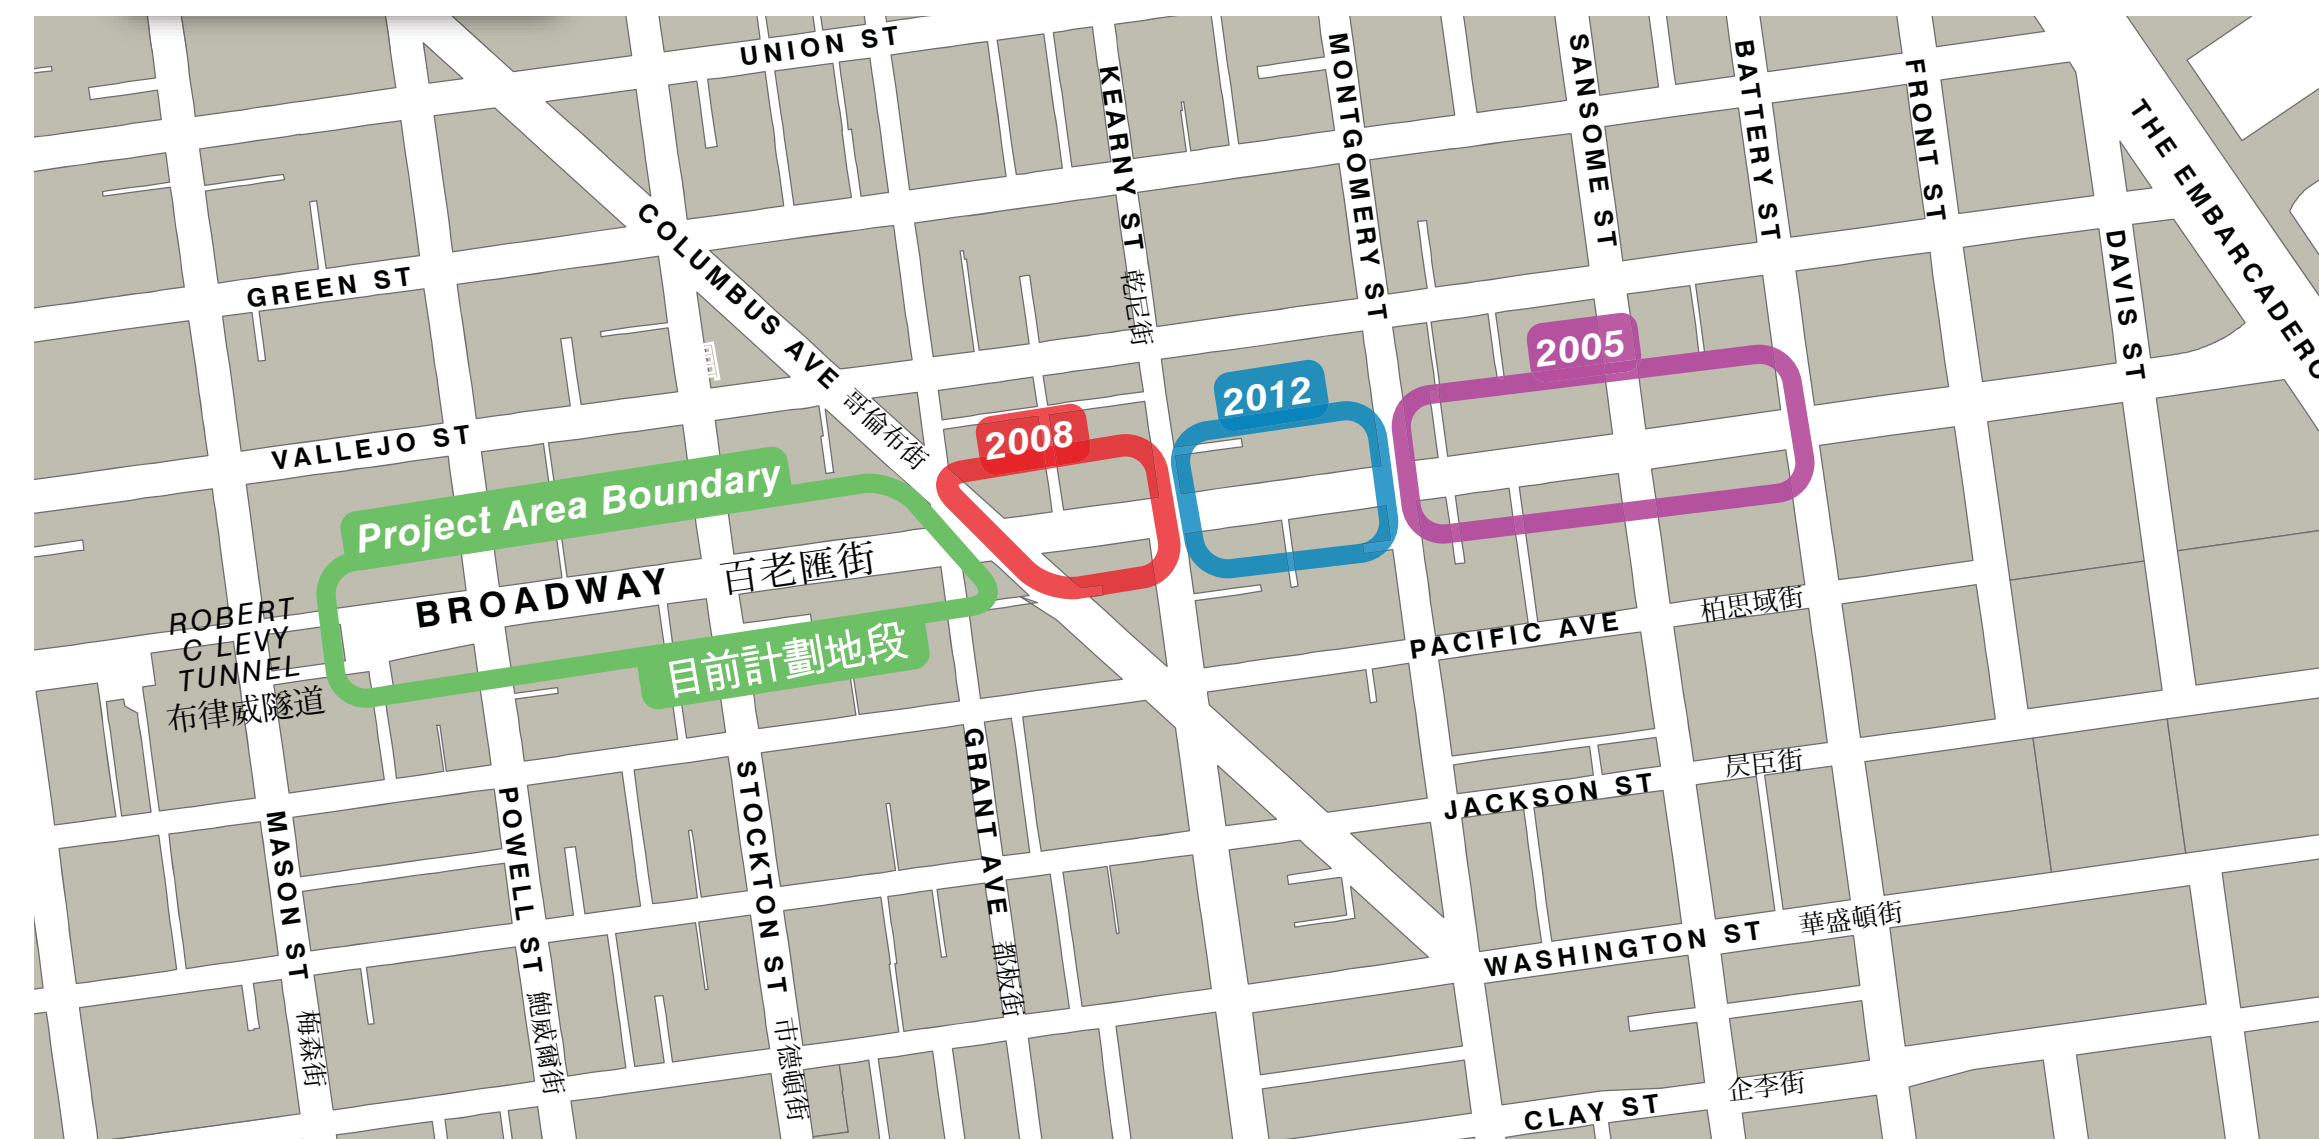 UNION ST
KEARNY ST 乾尼街
MONTGOMERY ST
SANSOME ST
BATTERY ST
FRONT ST
THE EMBARCADERO
DAVIS ST
COLUMBUS AVE 哥倫布街
GREEN ST
VALLEJO ST
2005
2012
2008
Project Area Boundary
BROADWAY 百老匯街
目前計劃地段
ROBERT
C LEVY
TUNNEL
布律威隧道
PACIFIC AVE 柏思域街
JACKSON ST 昃臣街
WASHINGTON ST 華盛頓街
CLAY ST 企李街
MASON ST 梅森街
POWELL ST 鮑威爾街
STOCKTON ST 市德頓街
GRANT AVE 都板街